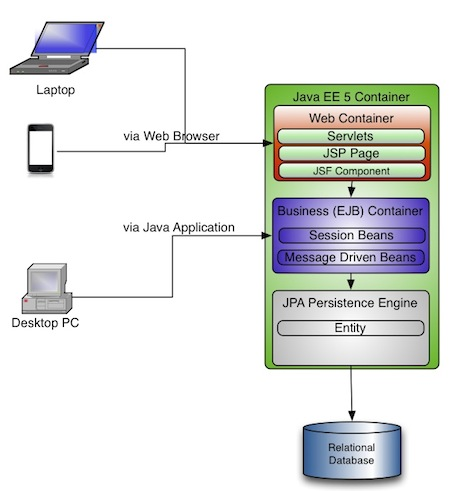 Laptop
Java EE 5 Container
Web Container
via Web Browser
Servlets
JSP Page
JSF Component
Business (EJB) Container
via Java Application
Session Beans
Message Driven Beans
JPA Persistence Engine
Desktop PC
Entity
Relational
Database